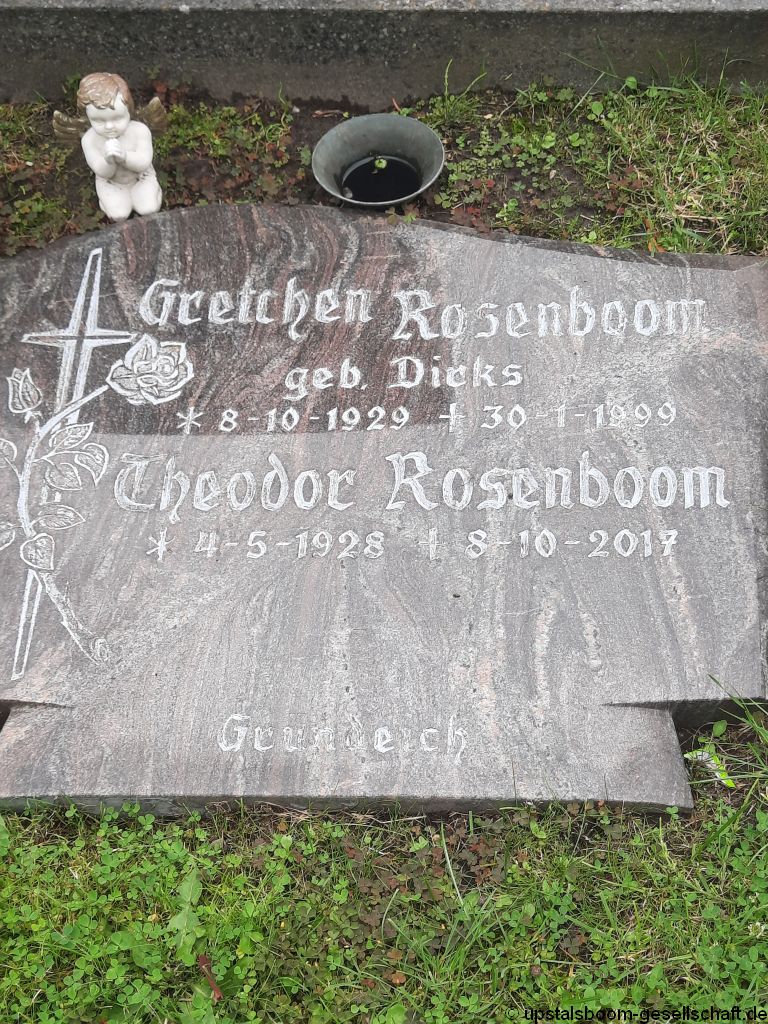 Gretchen Rosenboom
geb. Dirks
* 8-10-1929 † 30-1-1999
Theodor Rosenboom
* 4-5-1928 † 8-10-2017
Grundeich
© upstalsboom-gesellschaft.de